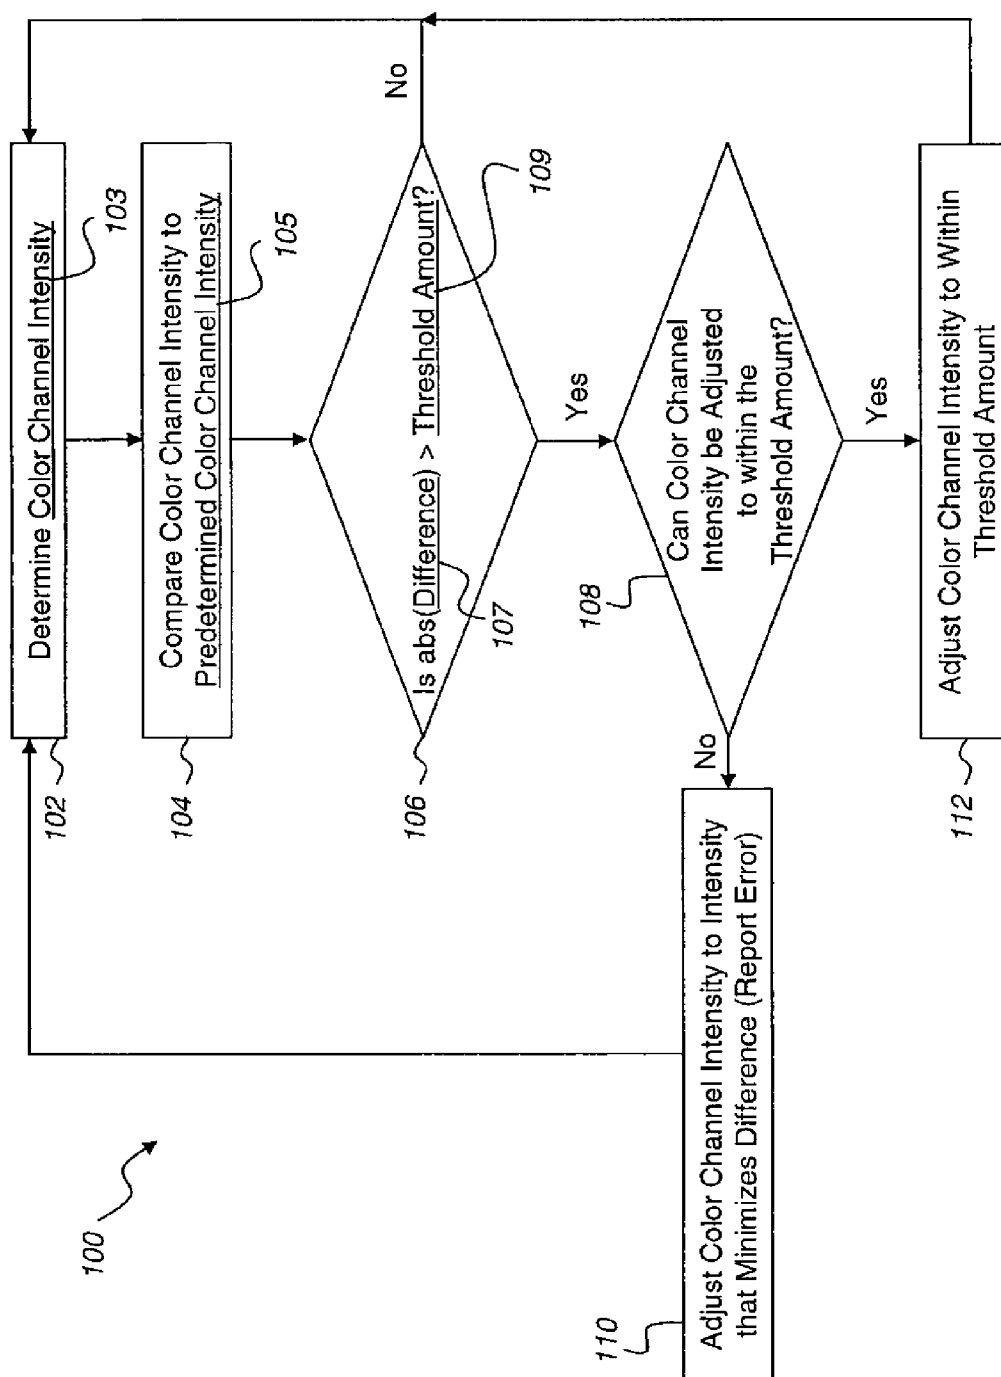 100
102
Determine Color Channel Intensity
103
104
Compare Color Channel Intensity to
Predetermined Color Channel Intensity
105
106
Is abs(Difference) > Threshold Amount?
107
109
No
Yes
108
Can Color Channel
Intensity be Adjusted
to within the
Threshold Amount?
No
Yes
110
Adjust Color Channel Intensity to Intensity
that Minimizes Difference (Report Error)
112
Adjust Color Channel Intensity to Within
Threshold Amount